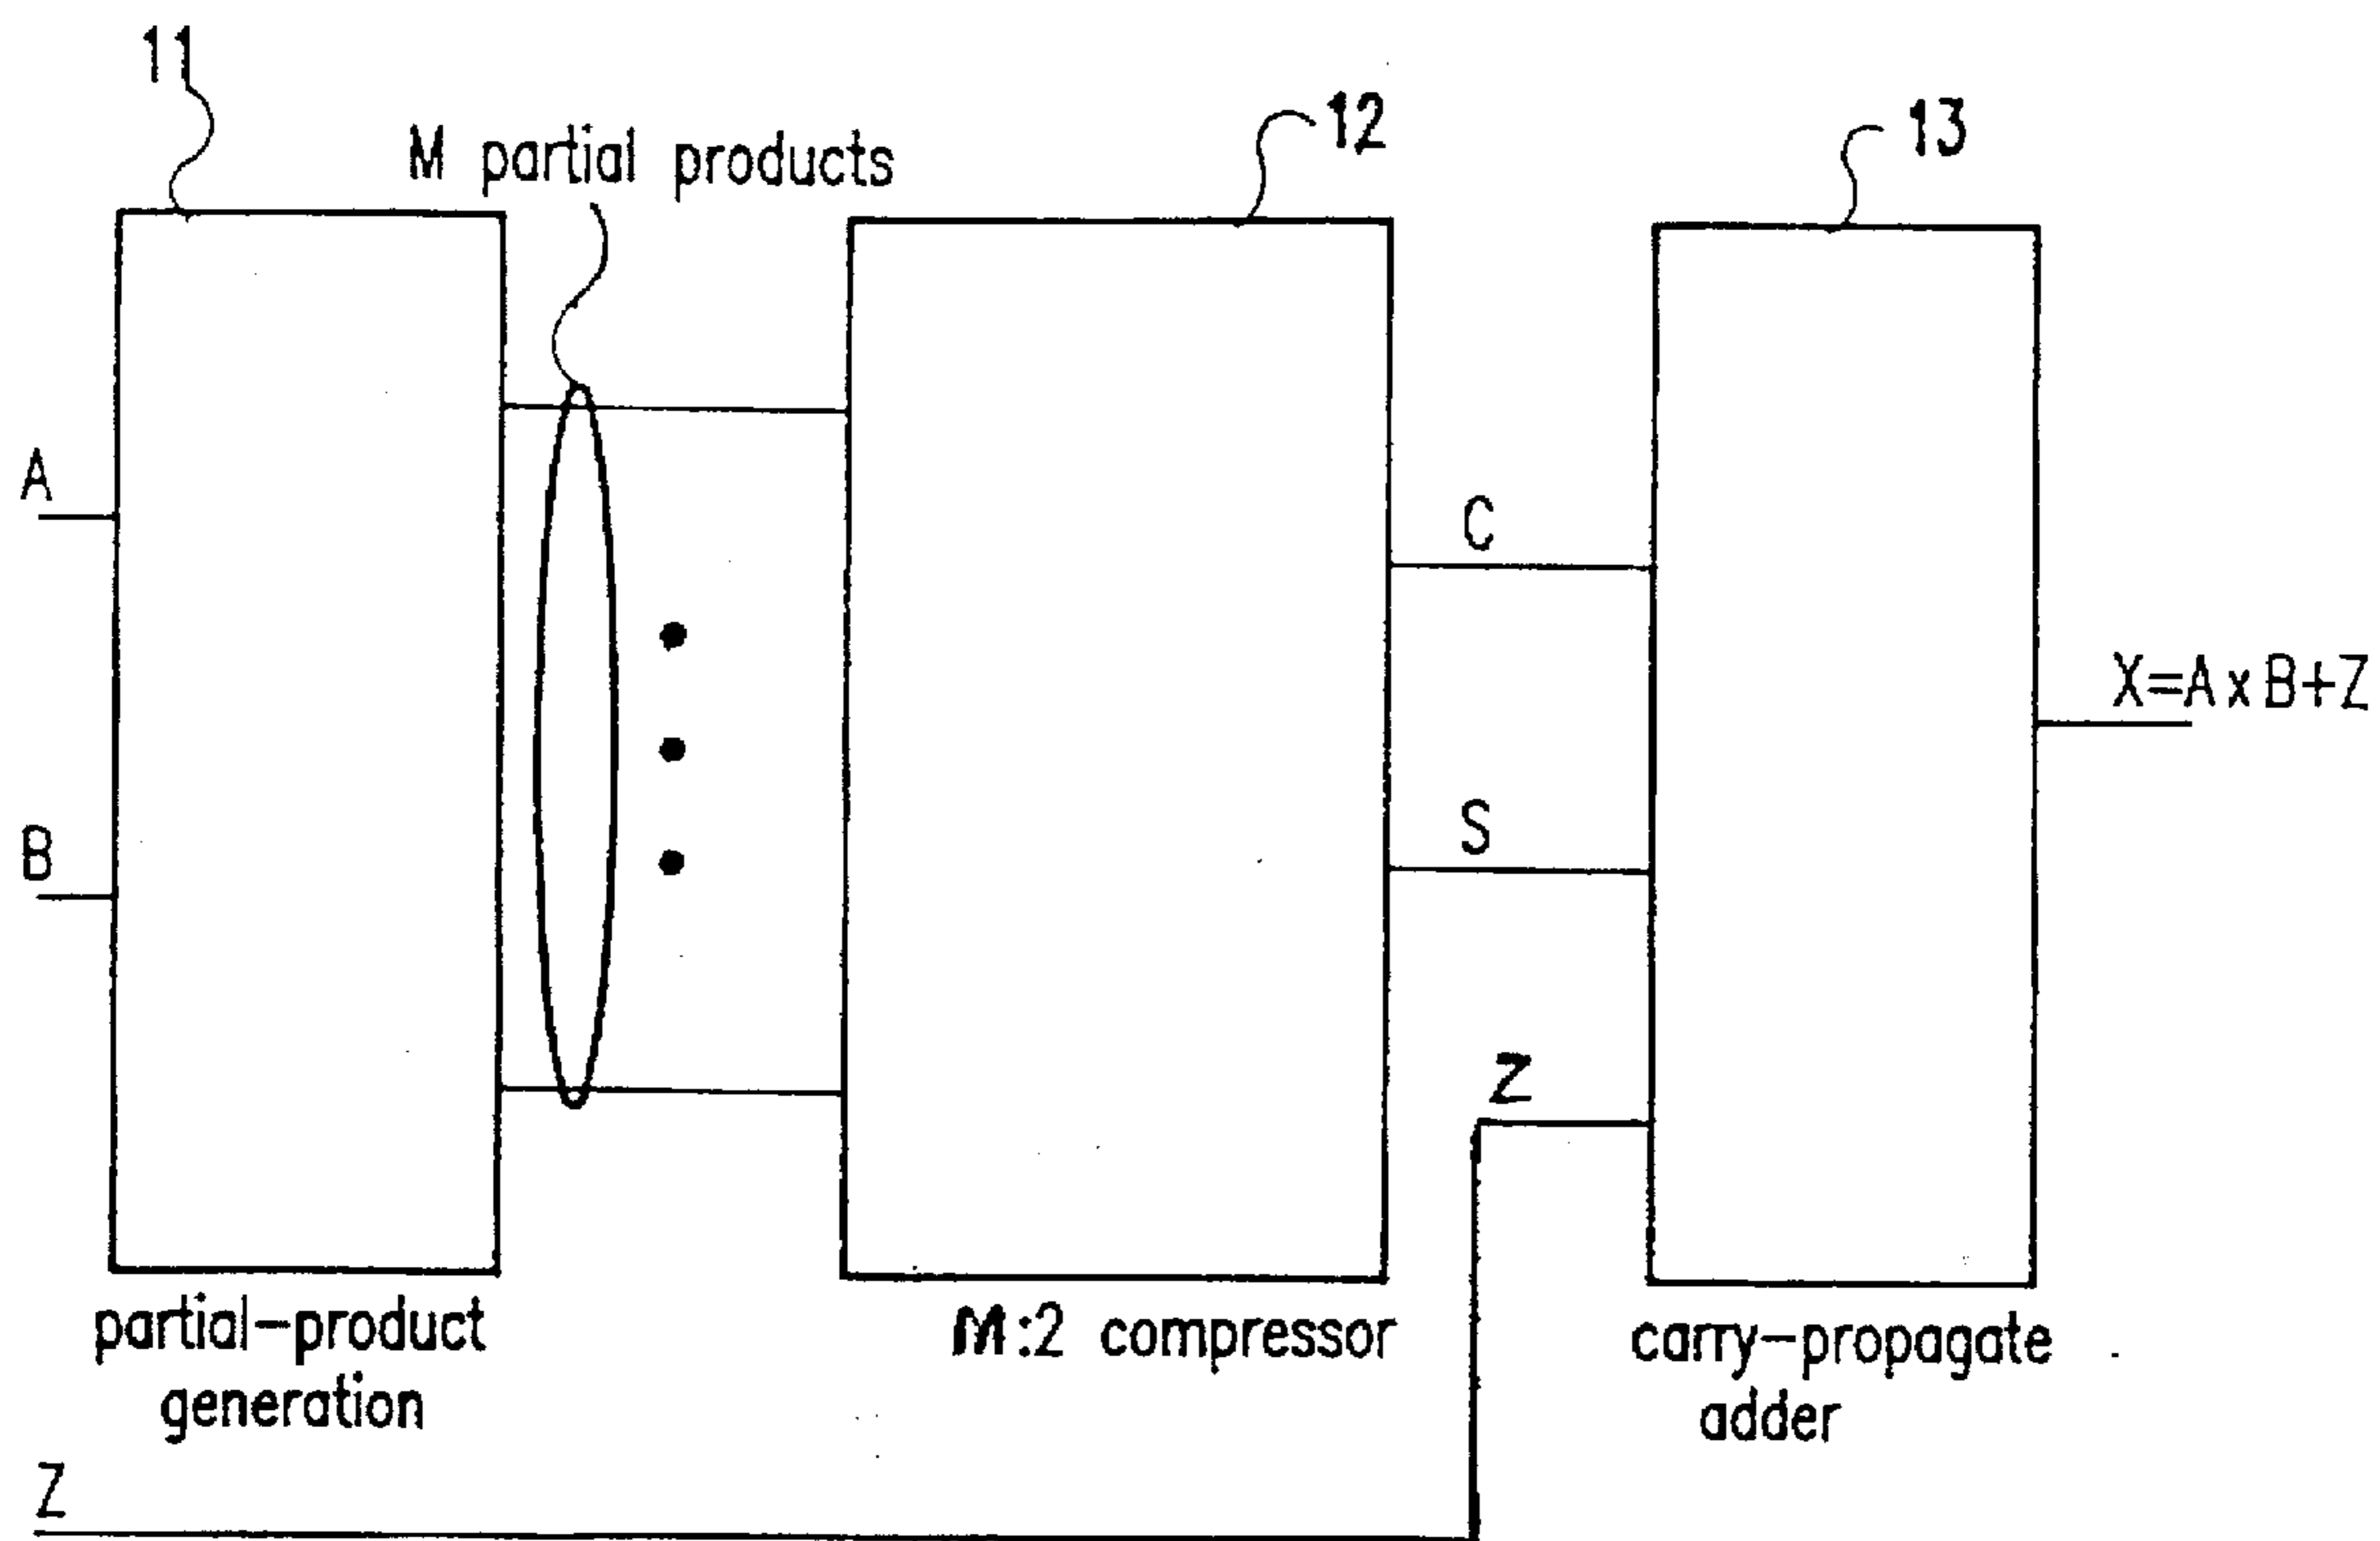 11
M partial products
12
13
A
B
C
S
Z
X=A x B+Z
partial-product
generation
M:2 compressor
carry-propagate
adder
Z